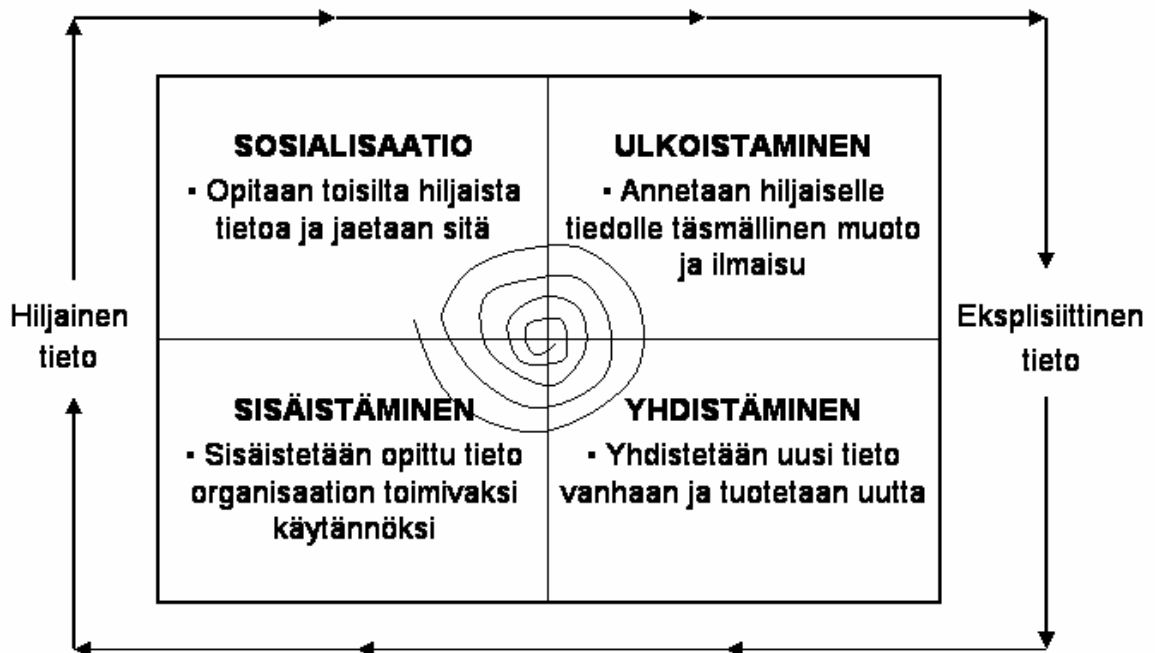 SOSIALISAATIO
▪ Opitaan toisilta hiljaista
tietoa ja jaetaan sitä
ULKOISTAMINEN
▪ Annetaan hiljaiselle
tiedolle täsmällinen muoto
ja ilmaisu
Hiljainen
tieto
Eksplisiittinen
tieto
SISÄISTÄMINEN
▪ Sisäistetään opittu tieto
organisaation toimivaksi
käytännöksi
YHDISTÄMINEN
▪ Yhdistetään uusi tieto
vanhaan ja tuotetaan uutta